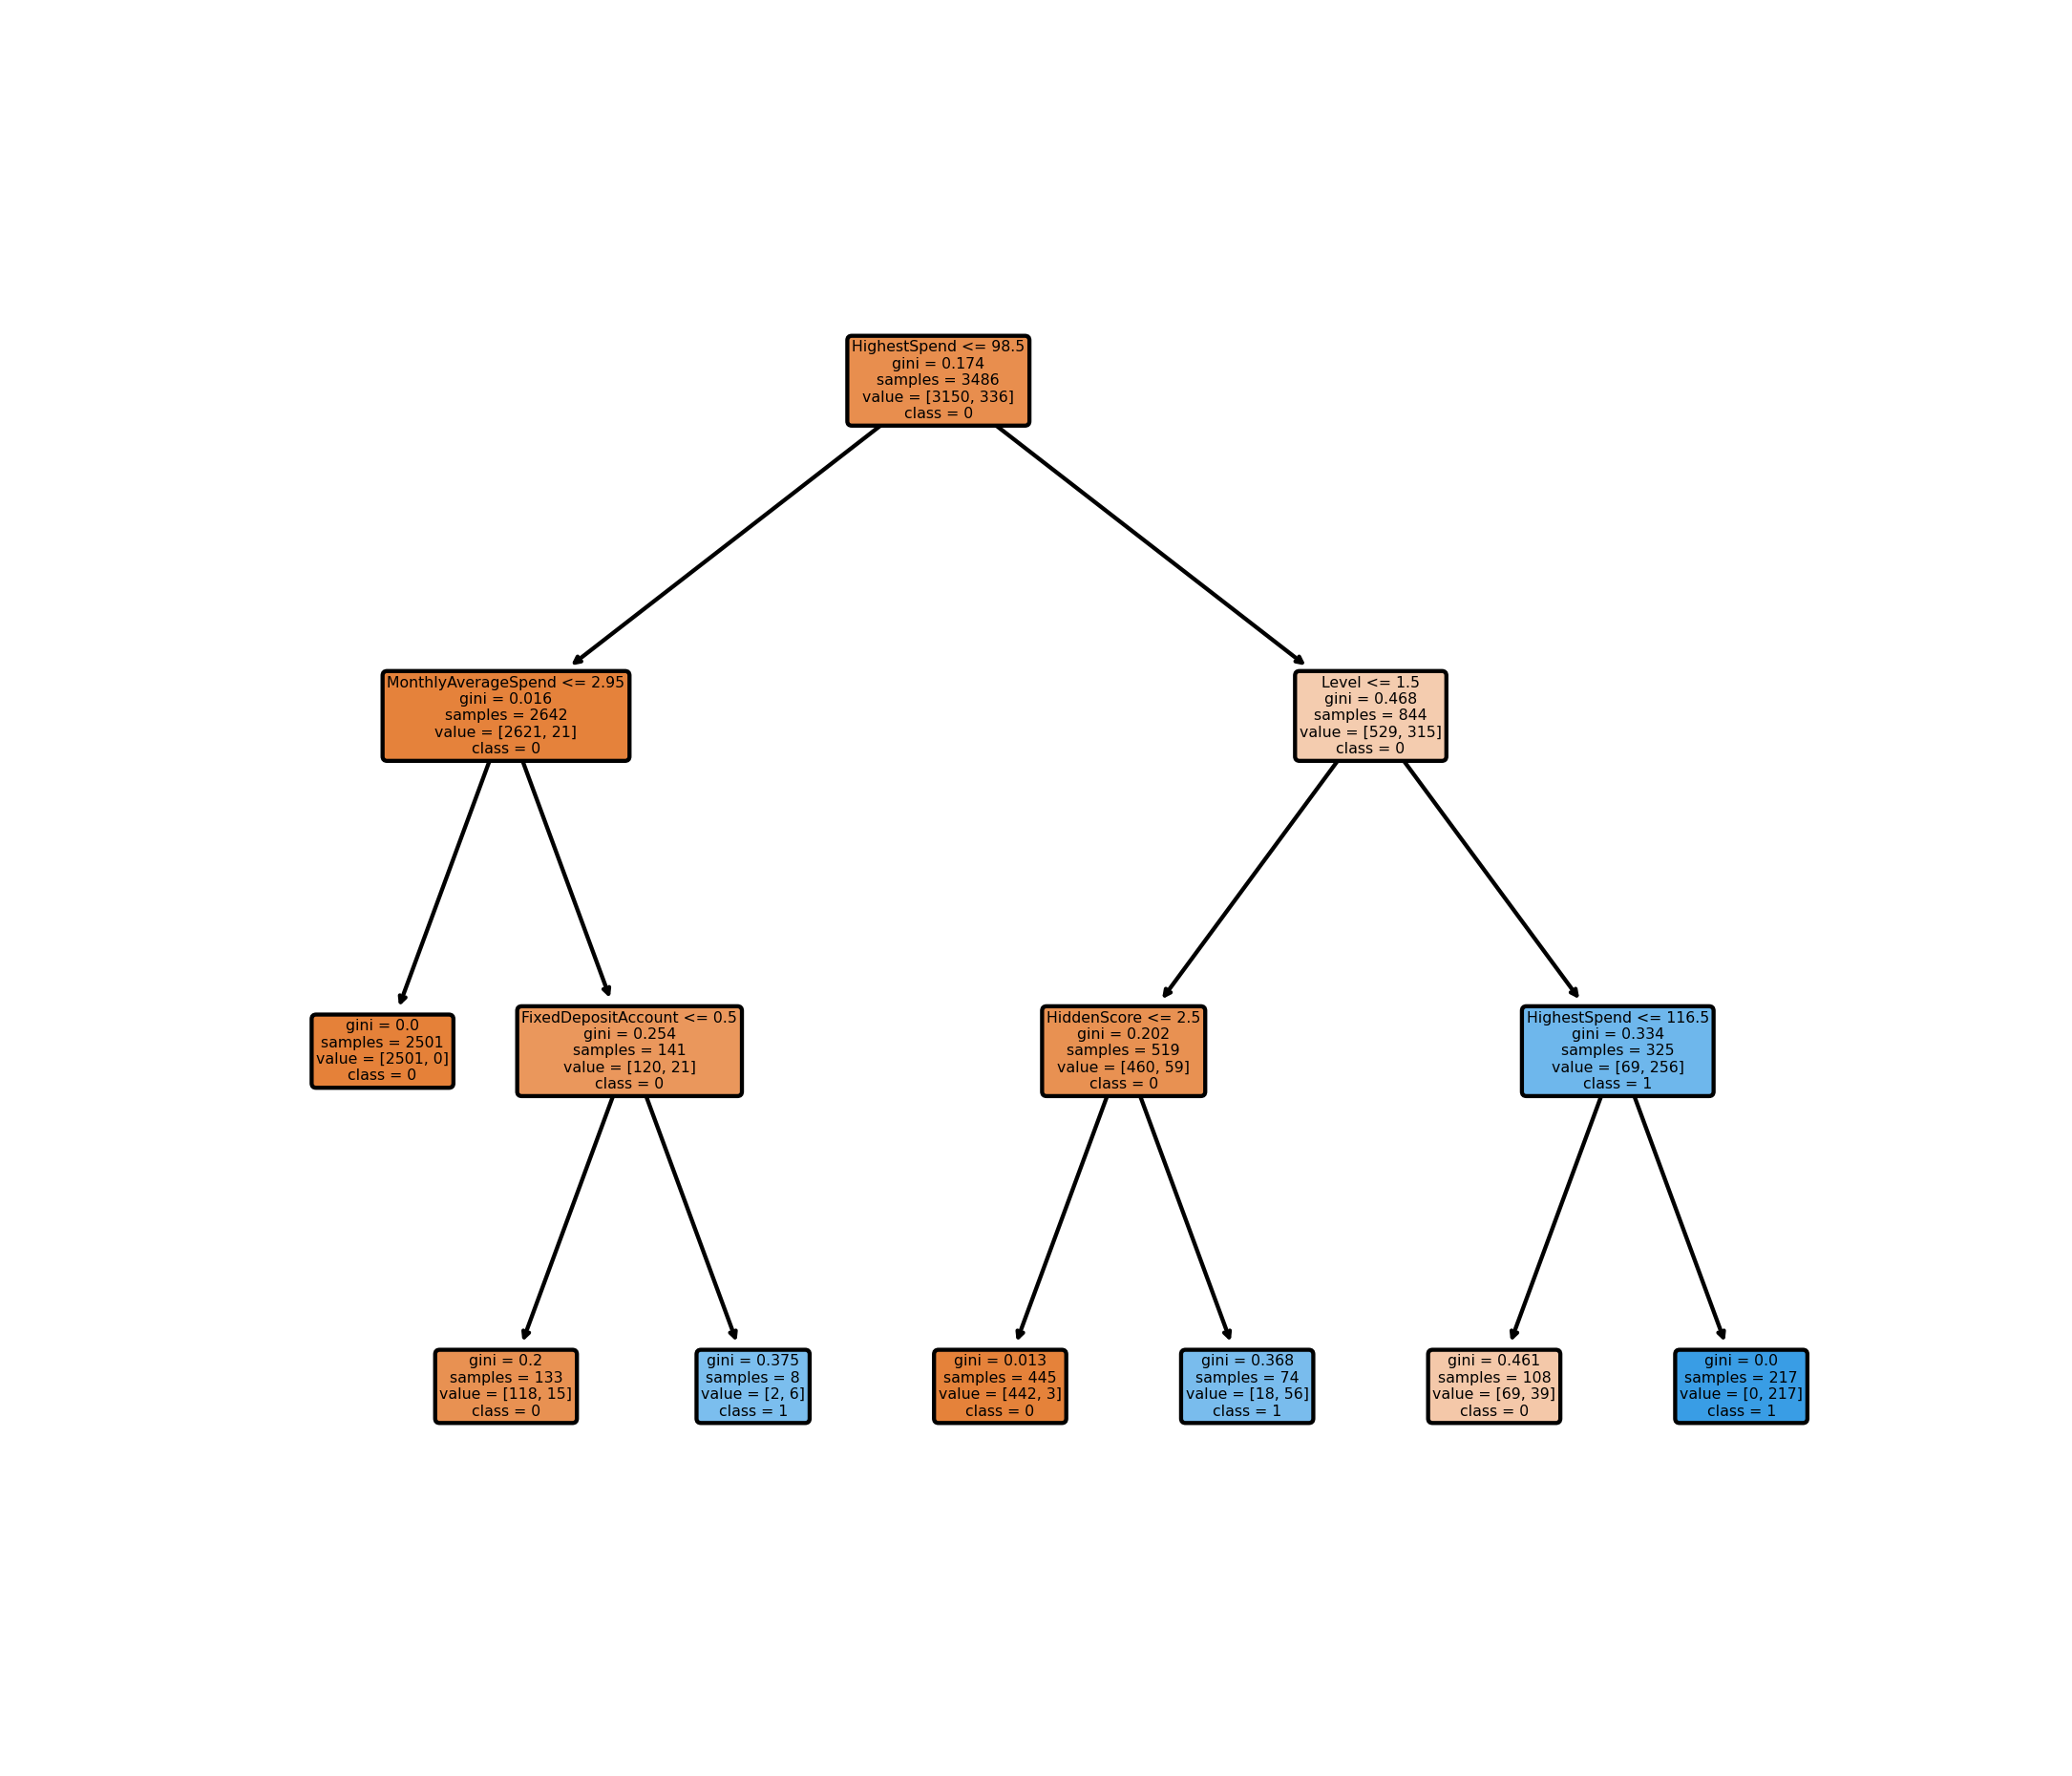 HighestSpend <= 98.5
gini = 0.174
samples = 3486
value = [3150, 336]
class = 0
MonthlyAverageSpend <= 2.95
gini = 0.016
samples = 2642
value = [2621, 21]
class = 0
Level <= 1.5
gini = 0.468
samples = 844
value = [529, 315]
class = 0
gini = 0.0
samples = 2501
value = [2501, 0]
class = 0
FixedDepositAccount <= 0.5
gini = 0.254
samples = 141
value = [120, 21]
class = 0
HiddenScore <= 2.5
gini = 0.202
samples = 519
value = [460, 59]
class = 0
HighestSpend <= 116.5
gini = 0.334
samples = 325
value = [69, 256]
class = 1
gini = 0.2
samples = 133
value = [118, 15]
class = 0
gini = 0.375
samples = 8
value = [2, 6]
class = 1
gini = 0.013
samples = 445
value = [442, 3]
class = 0
gini = 0.368
samples = 74
value = [18, 56]
class = 1
gini = 0.461
samples = 108
value = [69, 39]
class = 0
gini = 0.0
samples = 217
value = [0, 217]
class = 1